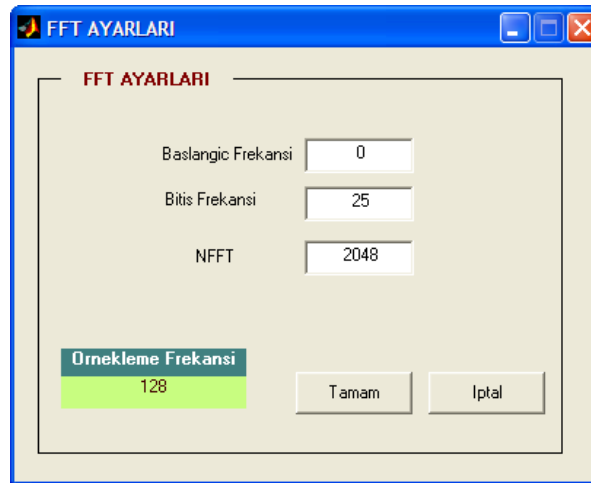 FFT AYARLARI
FFT AYARLARI
Baslangic Frekansi 0
Bitis Frekansi 25
NFFT 2048
Ornekleme Frekansi
128
Tamam Iptal